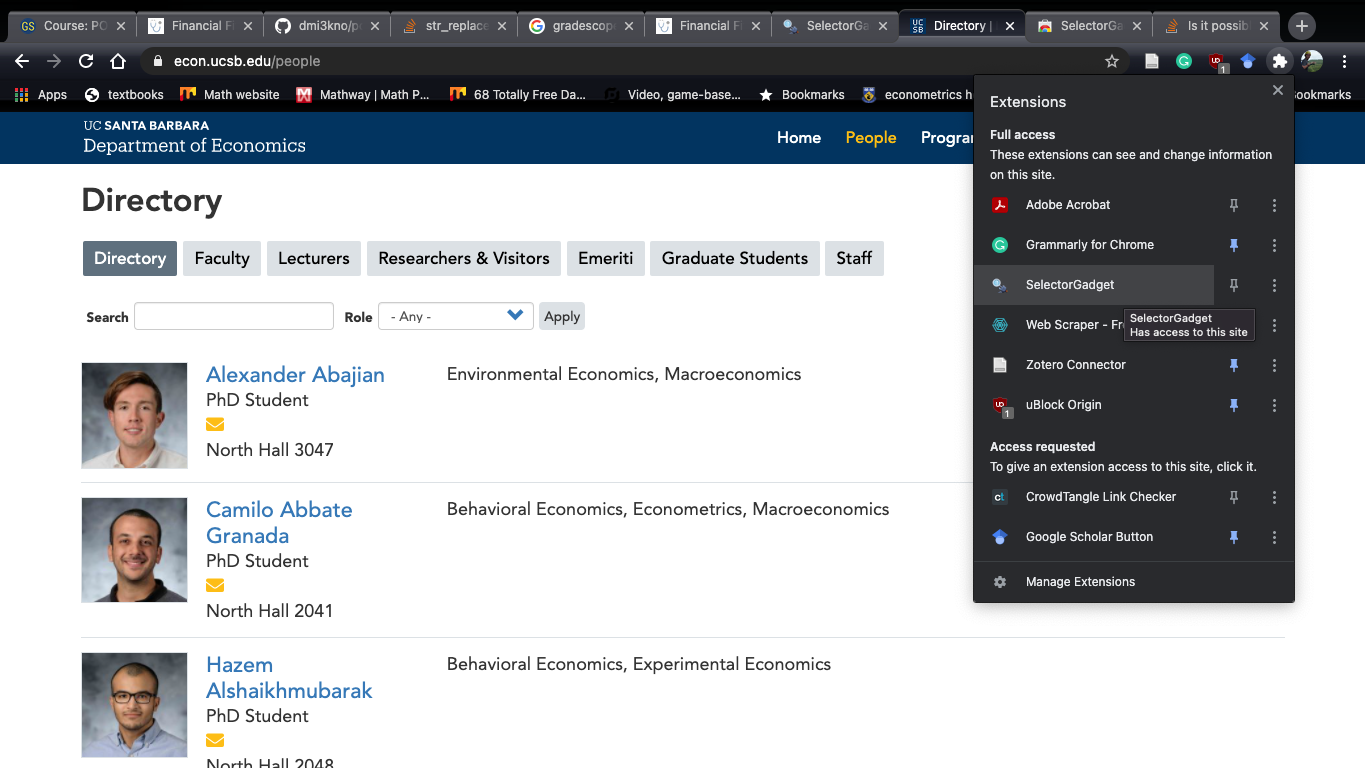 GS Course: PO
Financial F
dmi3kno/p
str_replace
gradescop
Financial F
SelectorGa
UC SB Directory |
SelectorGa
Is it possib
econ.ucsb.edu/people
1
Apps
textbooks
Math website
Mathway | Math P...
68 Totally Free Da...
Video, game-base...
Bookmarks
econometrics h
ookmarks
UC SANTA BARBARA
Department of Economics
Home
People
Progra
Directory
Directory
Faculty
Lecturers
Researchers & Visitors
Emeriti
Graduate Students
Staff
Search
Role
- Any -
Apply
Alexander Abajian
PhD Student
North Hall 3047
Environmental Economics, Macroeconomics
Camilo Abbate
Granada
PhD Student
North Hall 2041
Behavioral Economics, Econometrics, Macroeconomics
Hazem
Alshaikhmubarak
PhD Student
North Hall 2048
Behavioral Economics, Experimental Economics
Extensions
Full access
These extensions can see and change information
on this site.
Adobe Acrobat
Grammarly for Chrome
SelectorGadget
Web Scraper - Fr
SelectorGadget
Has access to this site
Zotero Connector
uBlock Origin
1
Access requested
To give an extension access to this site, click it.
ct CrowdTangle Link Checker
Google Scholar Button
Manage Extensions